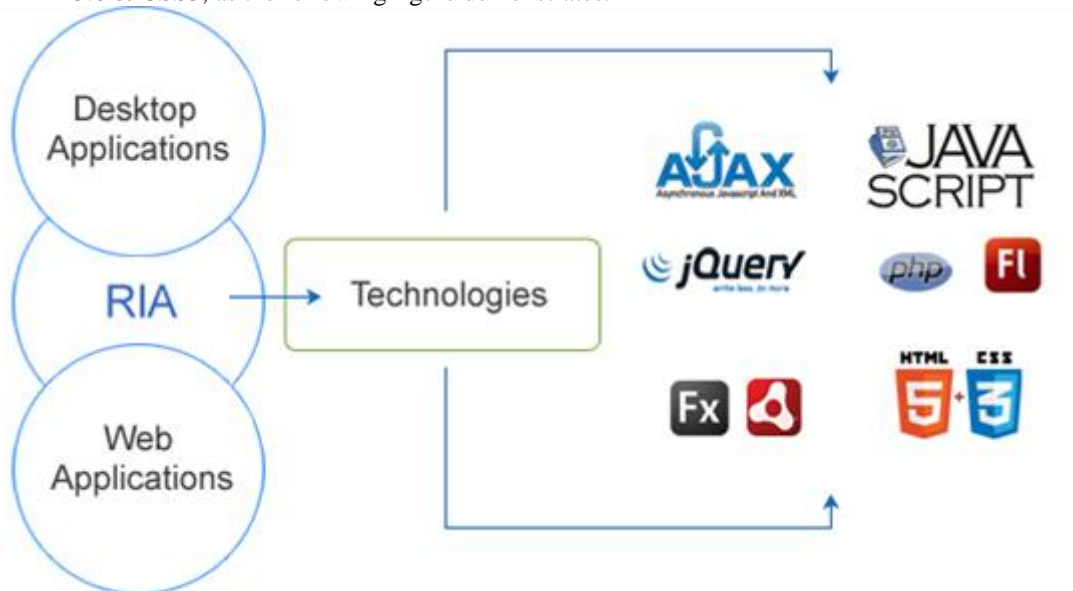 Desktop
Applications
RIA
Web
Applications
Technologies
AJAX
Asynchronous Javascript And XML
JAVA
SCRIPT
jQuery
write less, do more
php
Fl
Fx
HTML CSS
5 + 3